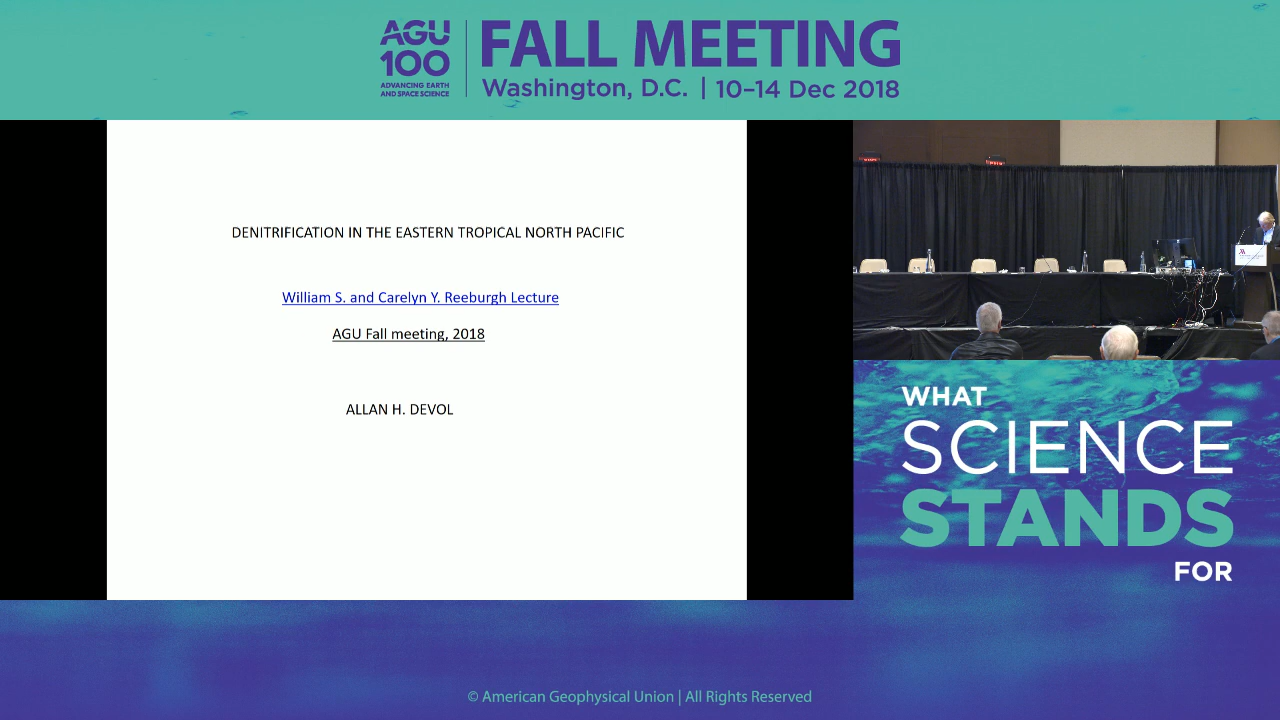 AGU
100
ADVANCING EARTH
AND SPACE SCIENCE
FALL MEETING
Washington, D.C. | 10–14 Dec 2018
DENITRIFICATION IN THE EASTERN TROPICAL NORTH PACIFIC
William S. and Carelyn Y. Reeburgh Lecture
AGU Fall meeting, 2018
ALLAN H. DEVOL
WHAT
SCIENCE
STANDS
FOR
© American Geophysical Union | All Rights Reserved